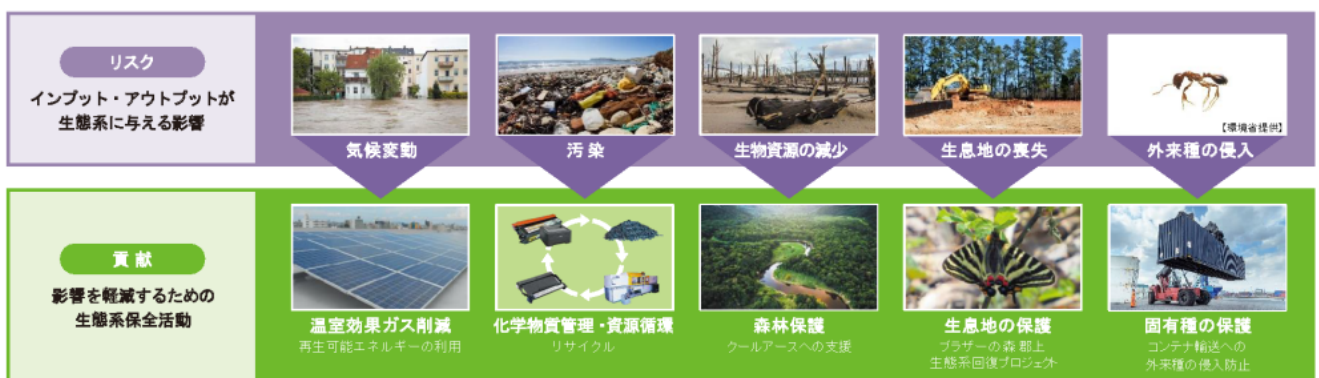 リスク
インプット・アウトプットが
生態系に与える影響
【環境省提供】
気候変動
汚染
生物資源の減少
生息地の喪失
外来種の侵入
貢献
影響を軽減するための
生態系保全活動
温室効果ガス削減
再生可能エネルギーの利用
化学物質管理・資源循環
リサイクル
森林保護
クールアースへの支援
生息地の保護
ブラザーの森 郡上
生態系回復プロジェクト
固有種の保護
コンテナ輸送への
外来種の侵入防止